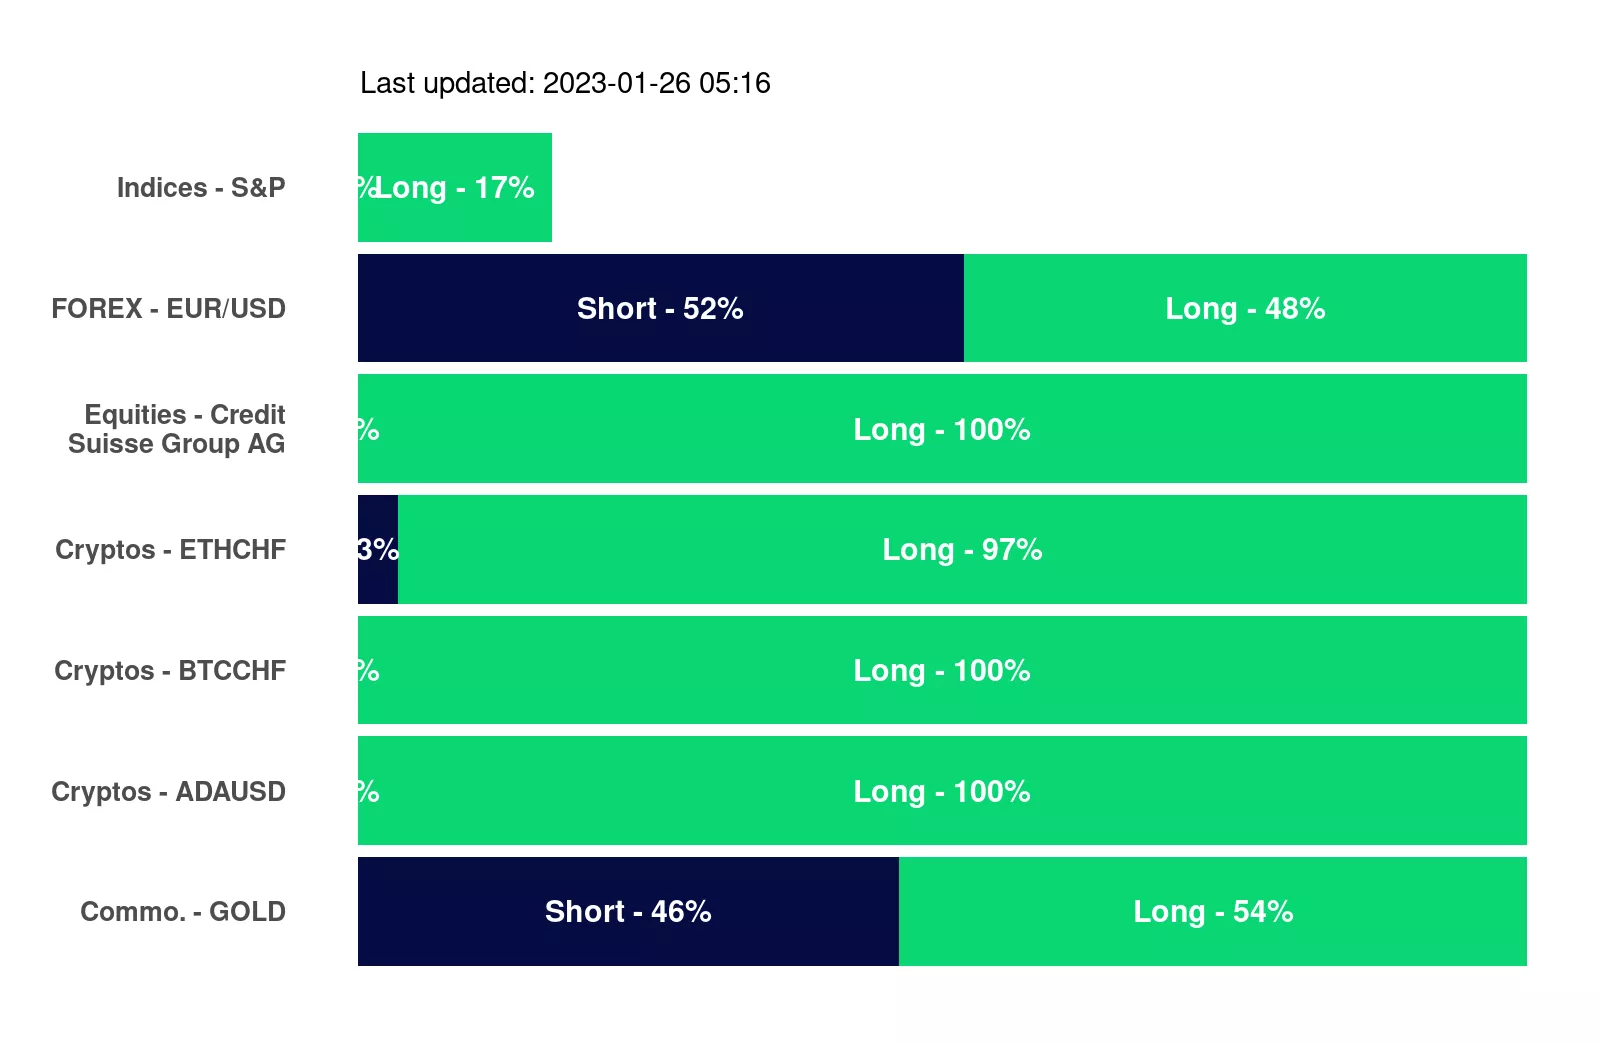 Last updated: 2023-01-26 05:16
Indices - S&P
%
Long - 17%
FOREX - EUR/USD
Short - 52%
Long - 48%
Equities - Credit
Suisse Group AG
%
Long - 100%
Cryptos - ETHCHF
3%
Long - 97%
Cryptos - BTCCHF
%
Long - 100%
Cryptos - ADAUSD
%
Long - 100%
Commo. - GOLD
Short - 46%
Long - 54%